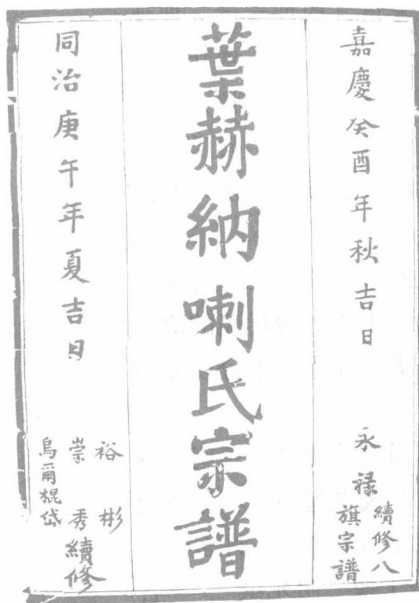 嘉慶癸酉年秋吉日
永祿
續修八
旗宗譜
葉赫納喇氏宗譜
同治庚午年夏吉日
裕彬
崇秀
烏爾棍岱
續修